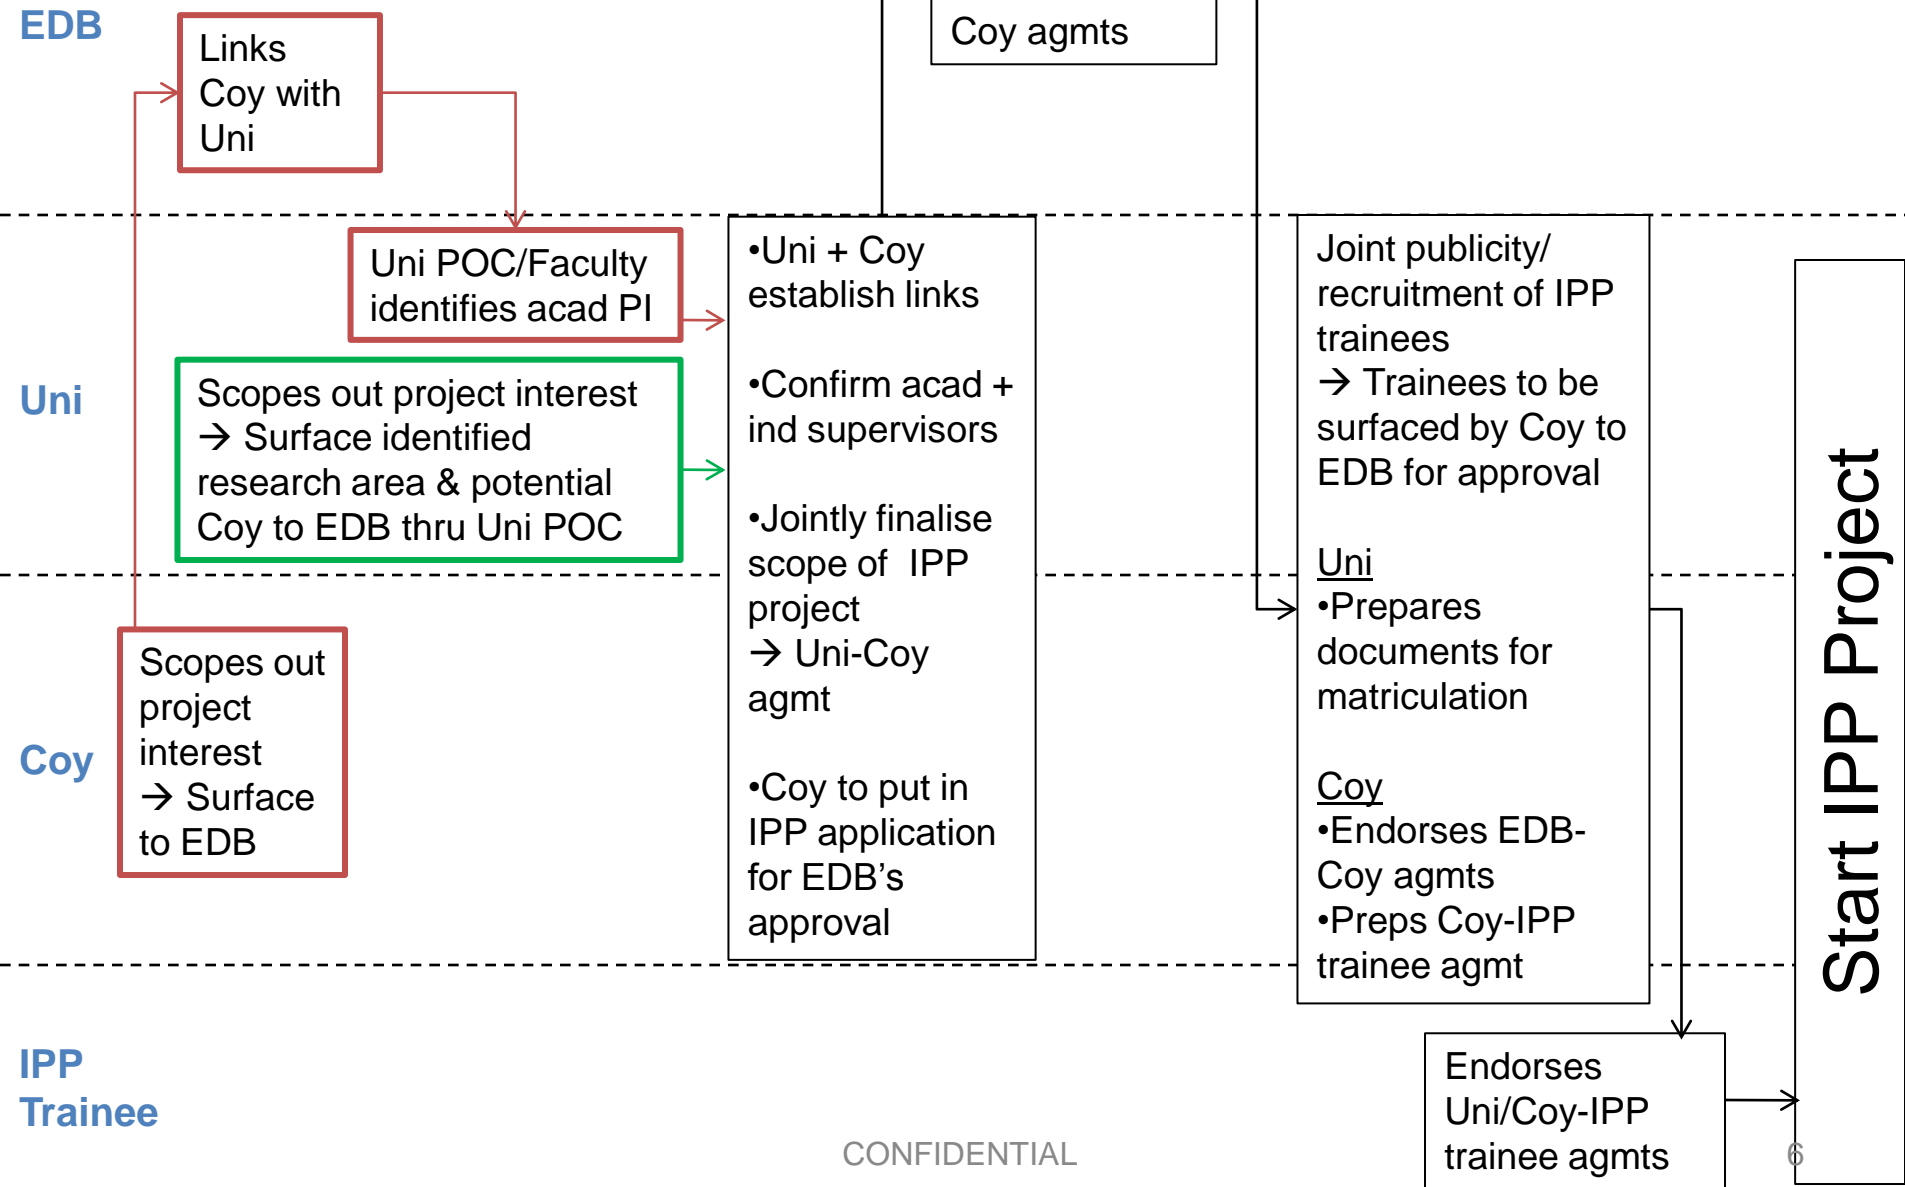 EDB
Links
Coy with
Uni
Coy agmts
Uni
Uni POC/Faculty
identifies acad PI
Scopes out project interest
→ Surface identified
research area & potential
Coy to EDB thru Uni POC
•Uni + Coy
establish links
•Confirm acad +
ind supervisors
•Jointly finalise
scope of IPP
project
→ Uni-Coy
agmt
•Coy to put in
IPP application
for EDB’s
approval
Joint publicity/
recruitment of IPP
trainees
→ Trainees to be
surfaced by Coy to
EDB for approval
Uni
•Prepares
documents for
matriculation
Coy
•Endorses EDB-
Coy agmts
•Preps Coy-IPP
trainee agmt
Coy
Scopes out
project
interest
→ Surface
to EDB
IPP
Trainee
Endorses
Uni/Coy-IPP
trainee agmts
Start IPP Project
CONFIDENTIAL
6